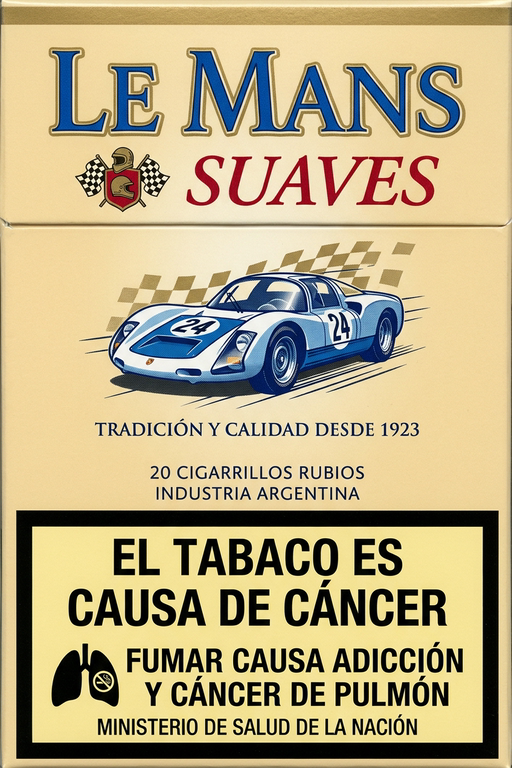 LE MANS
SUAVES
24
24
TRADICIÓN Y CALIDAD DESDE 1923
20 CIGARRILLOS RUBIOS
INDUSTRIA ARGENTINA
EL TABACO ES
CAUSA DE CÁNCER
FUMAR CAUSA ADICCIÓN
Y CÁNCER DE PULMÓN
MINISTERIO DE SALUD DE LA NACIÓN